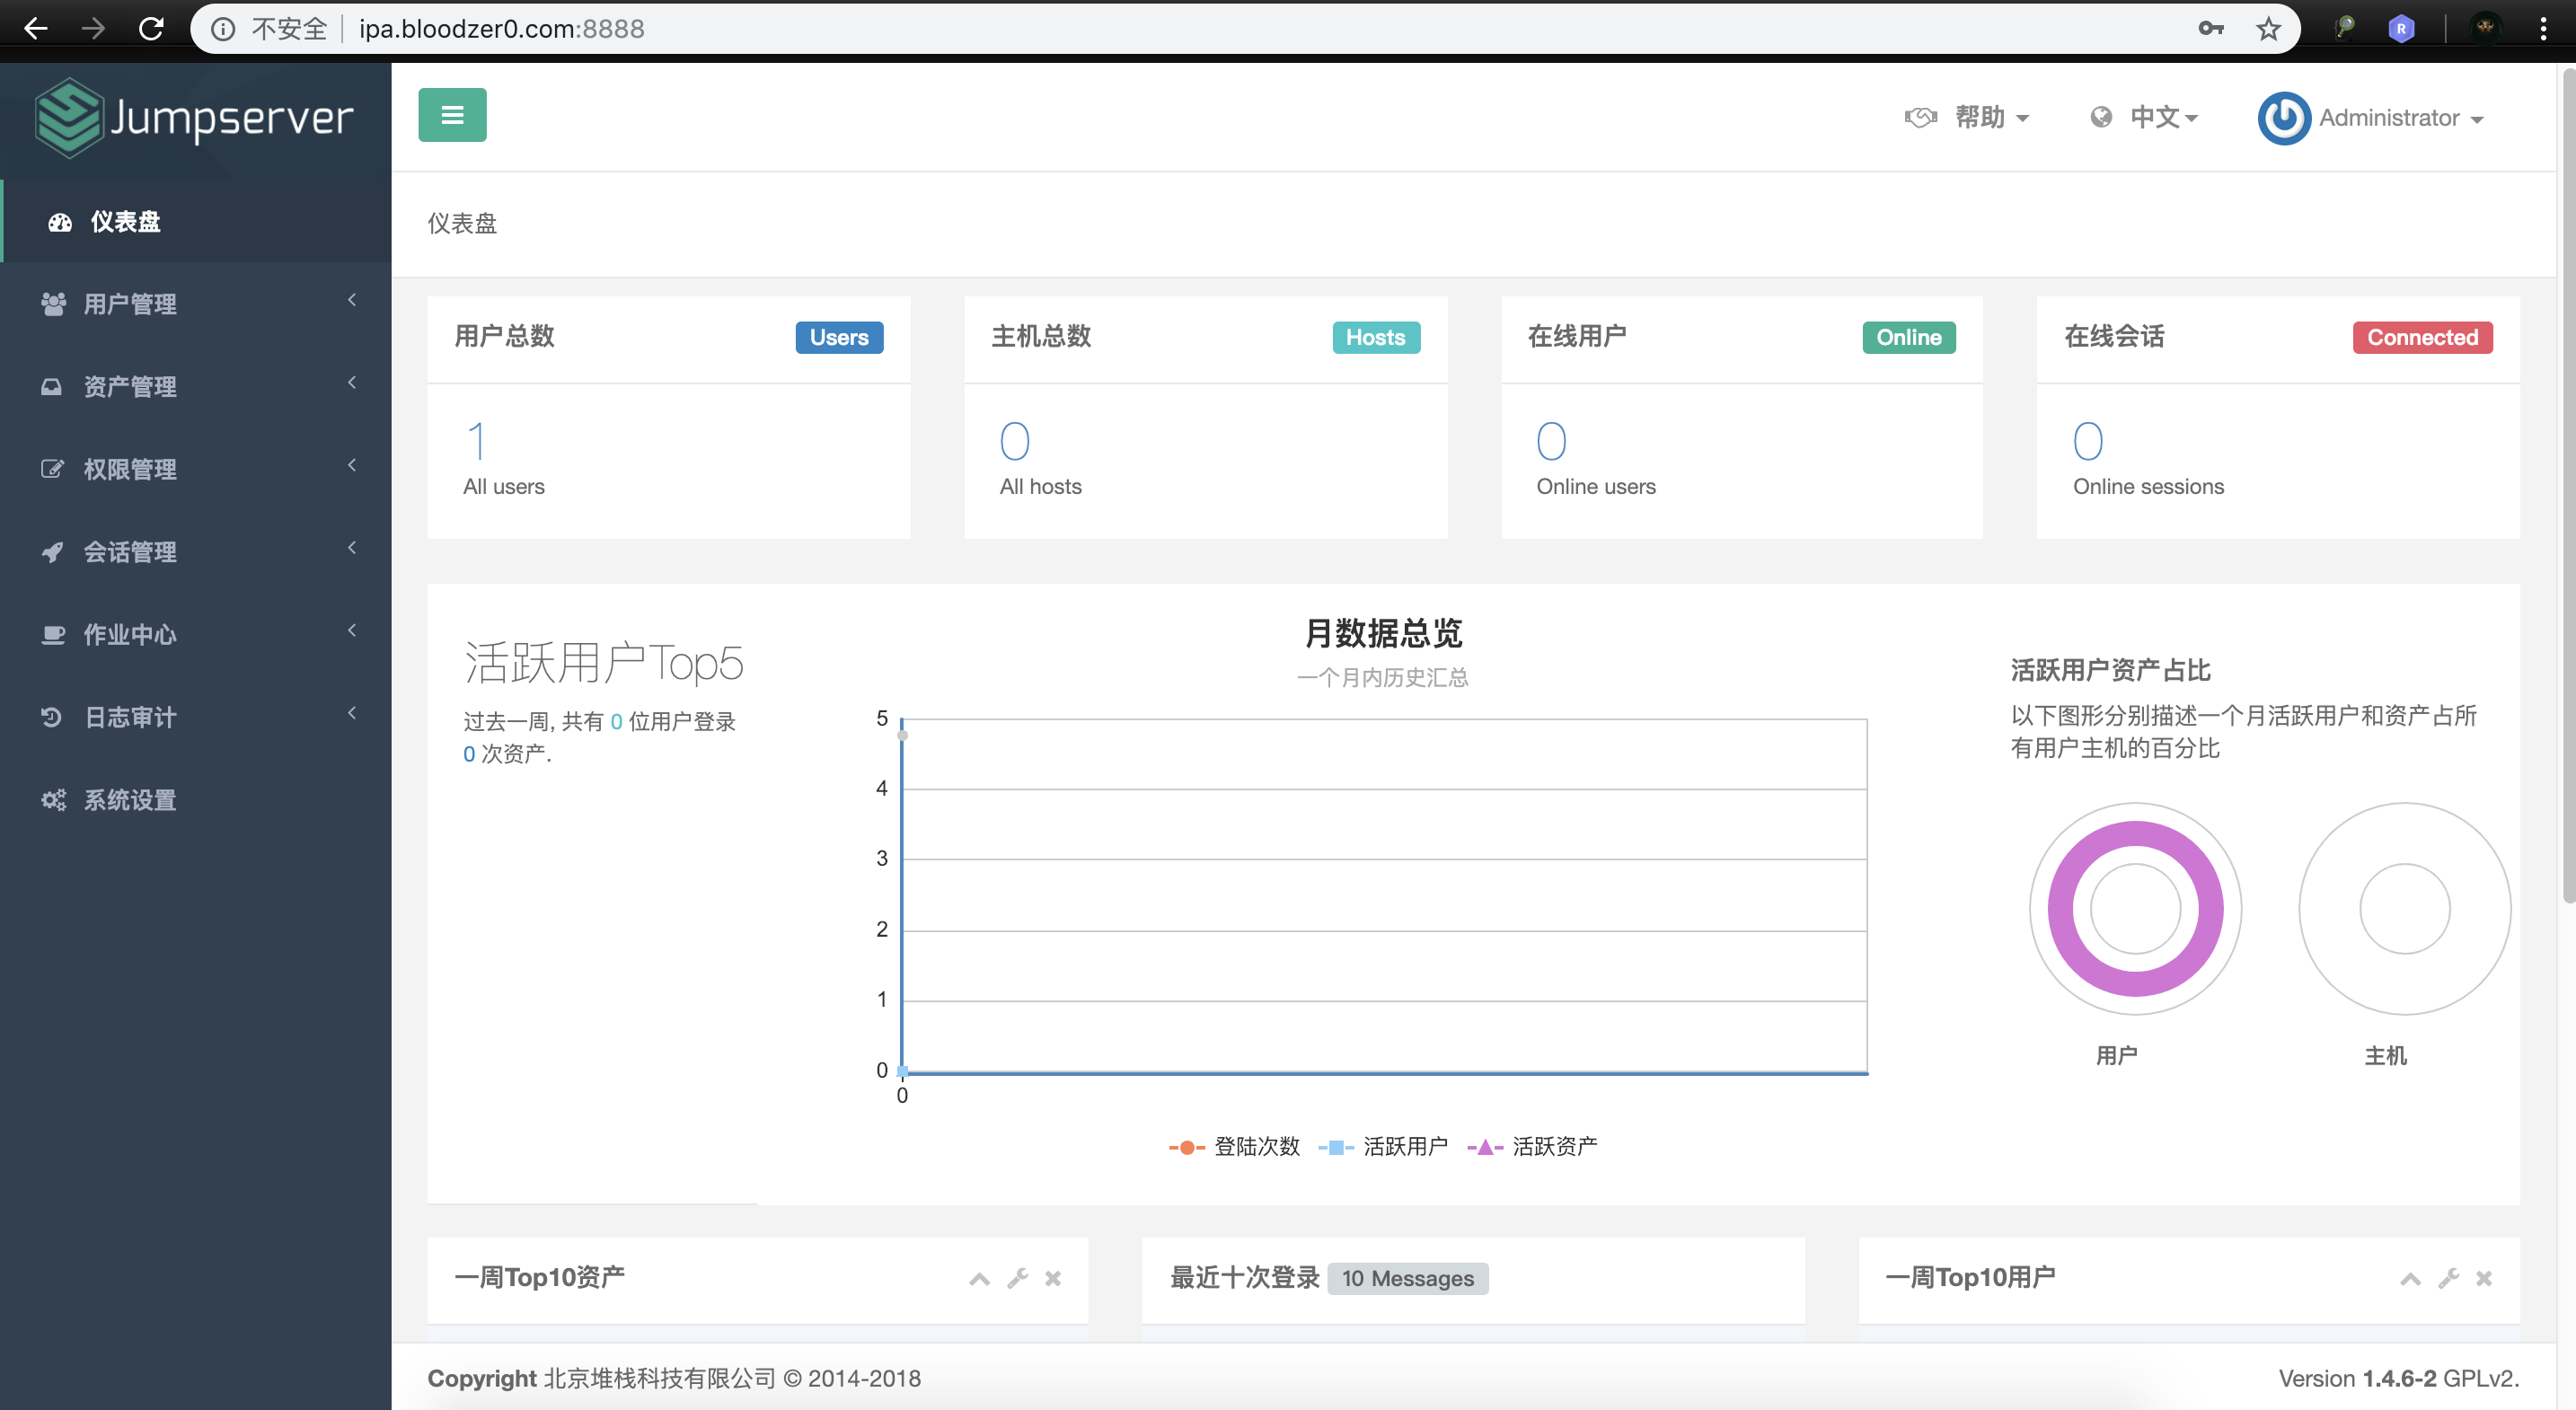 不安全 ipa.bloodzer0.com:8888
Jumpserver
帮助 中文 Administrator
仪表盘
用户管理
资产管理
权限管理
会话管理
作业中心
日志审计
系统设置
仪表盘
用户总数 Users
1
All users
主机总数 Hosts
0
All hosts
在线用户 Online
0
Online users
在线会话 Connected
0
Online sessions
活跃用户Top5
过去一周, 共有 0 位用户登录
0 次资产.
月数据总览
一个月内历史汇总
5
4
3
2
1
0
0
登陆次数 活跃用户 活跃资产
活跃用户资产占比
以下图形分别描述一个月活跃用户和资产占所
有用户主机的百分比
用户 主机
一周Top10资产
最近十次登录 10 Messages
一周Top10用户
Copyright 北京堆栈科技有限公司 © 2014-2018
Version 1.4.6-2 GPLv2.